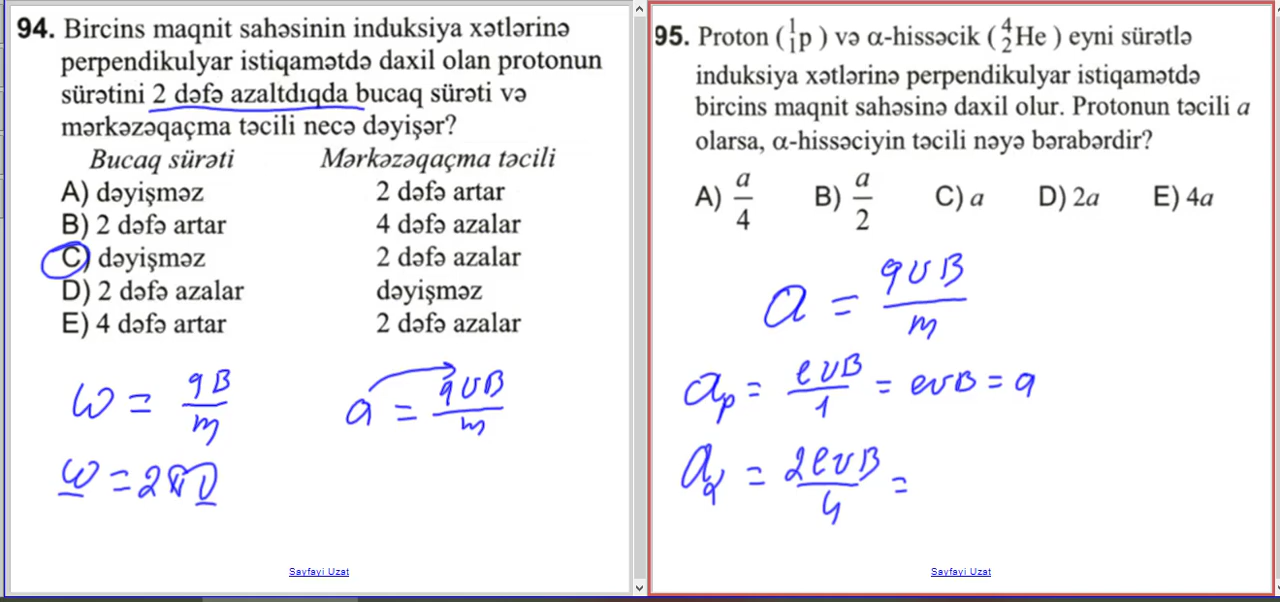 94. Bircins maqnit sahəsinin induksiya xətlərinə
perpendikulyar istiqamətdə daxil olan protonun
sürətini 2 dəfə azaltdıqda bucaq sürəti və
mərkəzəqaçma təcili necə dəyişər?
Bucaq sürəti Mərkəzəqaçma təcili
A) dəyişməz 2 dəfə artar
B) 2 dəfə artar 4 dəfə azalar
C) dəyişməz 2 dəfə azalar
D) 2 dəfə azalar dəyişməz
E) 4 dəfə artar 2 dəfə azalar
ω = qB/m a = qυB/m
ω = 2πν
Sayfayi Uzat
95. Proton (¹₁p) və α-hissəcik (⁴₂He) eyni sürətlə
induksiya xətlərinə perpendikulyar istiqamətdə
bircins maqnit sahəsinə daxil olur. Protonun təcili a
olarsa, α-hissəciyin təcili nəyə bərabərdir?
A) a/4 B) a/2 C) a D) 2a E) 4a
a = qυB/m
aₚ = eυB/1 = eυB = a
a_α = 2eυB/4 =
Sayfayi Uzat